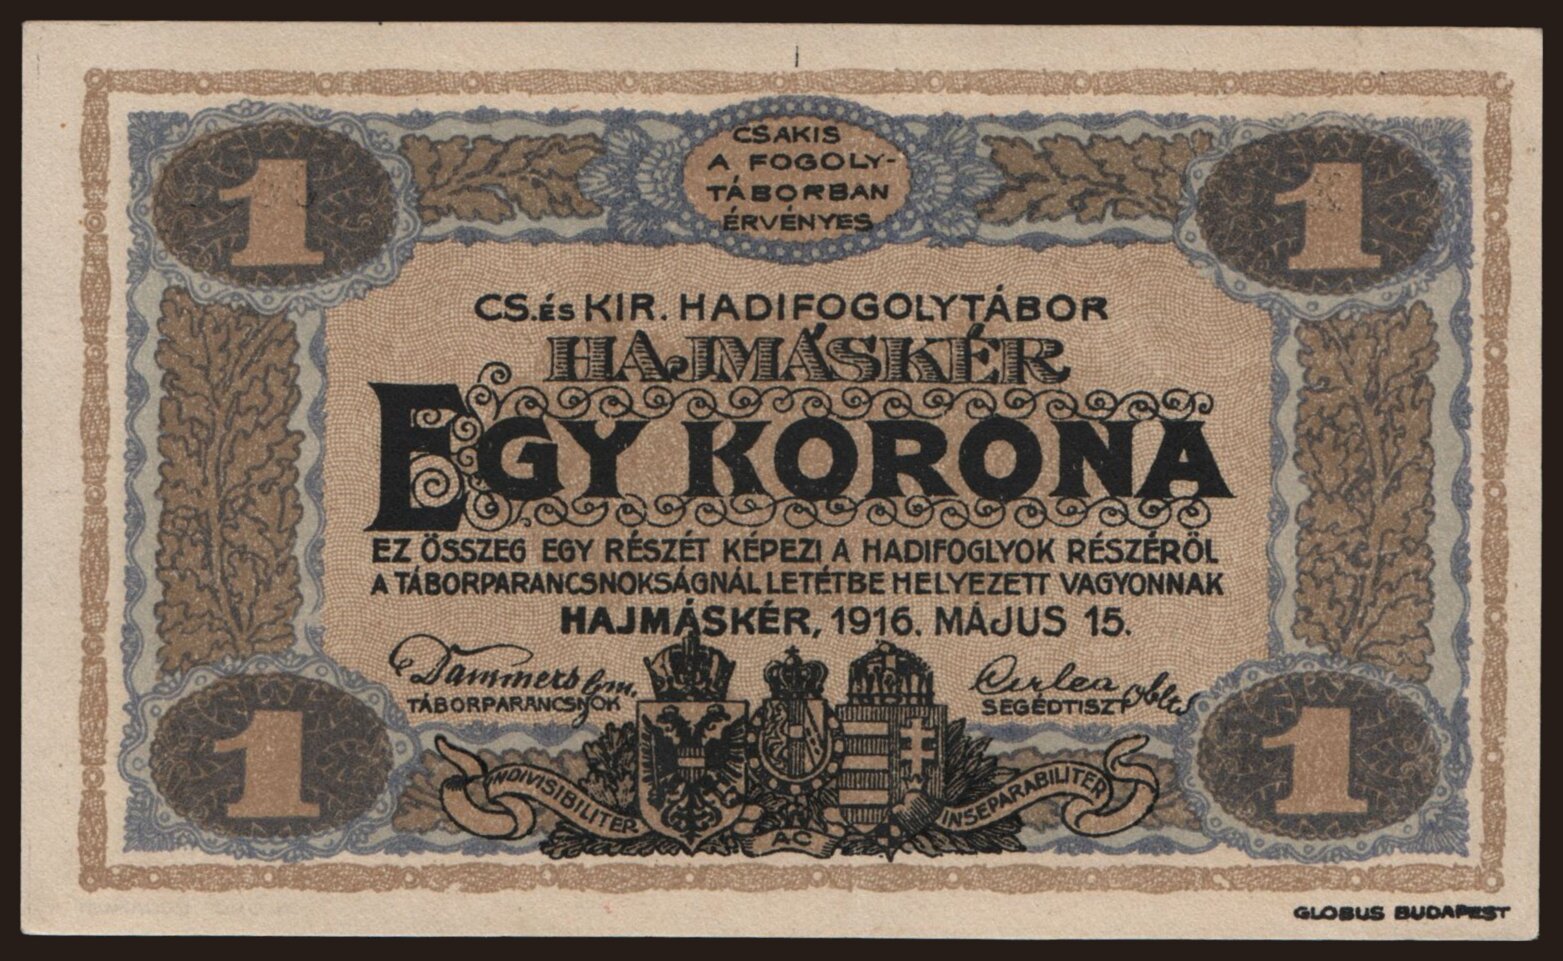 CSAKIS
A FOGOLY-
TÁBORBAN
ÉRVÉNYES
1
1
CS. és KIR. HADIFOGOLYTÁBOR
HAJMÁSKÉR
EGY KORONA
EZ ÖSSZEG EGY RÉSZÉT KÉPEZI A HADIFOGLYOK RÉSZÉRŐL
A TÁBORPARANCSNOKSÁGNÁL LETÉTBE HELYEZETT VAGYONNAK
HAJMÁSKÉR, 1916. MÁJUS 15.
Dammers
TÁBORPARANCSNOK
SEGÉDTISZT
1
1
INDIVISIBILITER
AC
INSEPARABILITER
GLOBUS BUDAPEST